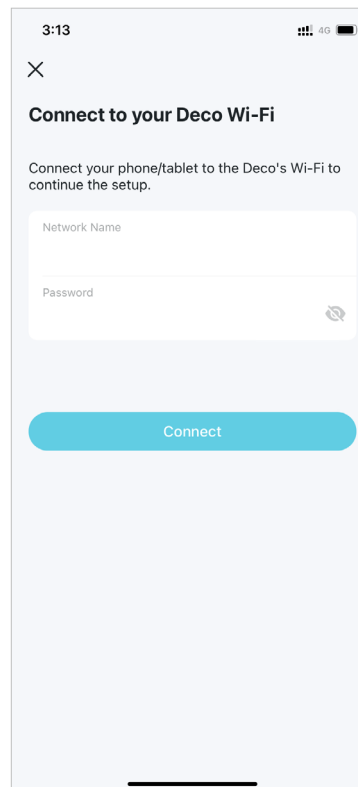 3:13
4G
Connect to your Deco Wi-Fi
Connect your phone/tablet to the Deco's Wi-Fi to
continue the setup.
Network Name
Password
Connect